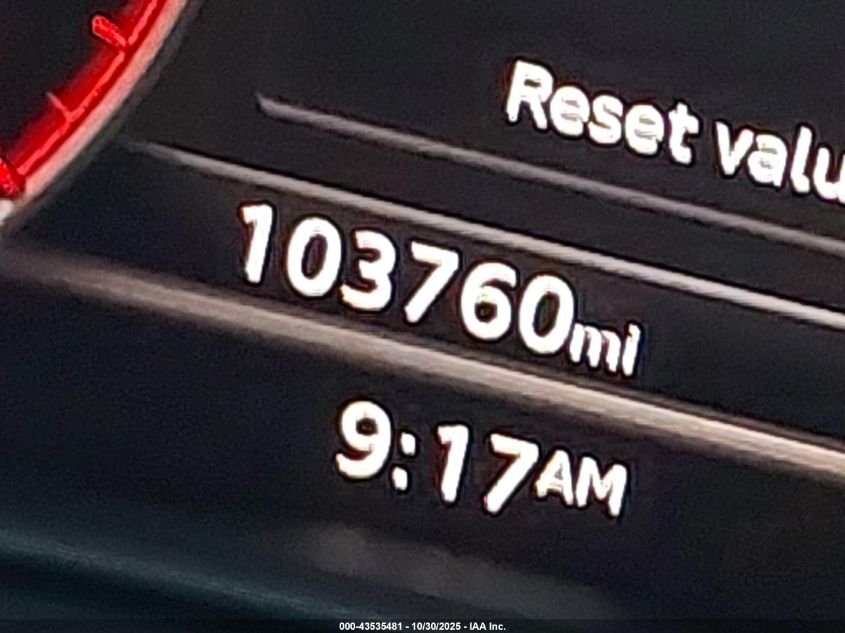 Reset valu
103760mi
9:17AM
000-43535481 - 10/30/2025 - IAA Inc.